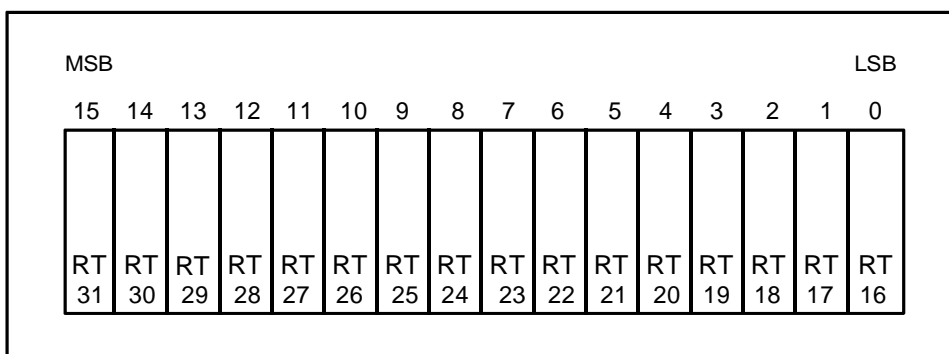 MSB LSB
15 14 13 12 11 10 9 8 7 6 5 4 3 2 1 0
RT RT RT RT RT RT RT RT RT RT RT RT RT RT RT RT
31 30 29 28 27 26 25 24 23 22 21 20 19 18 17 16